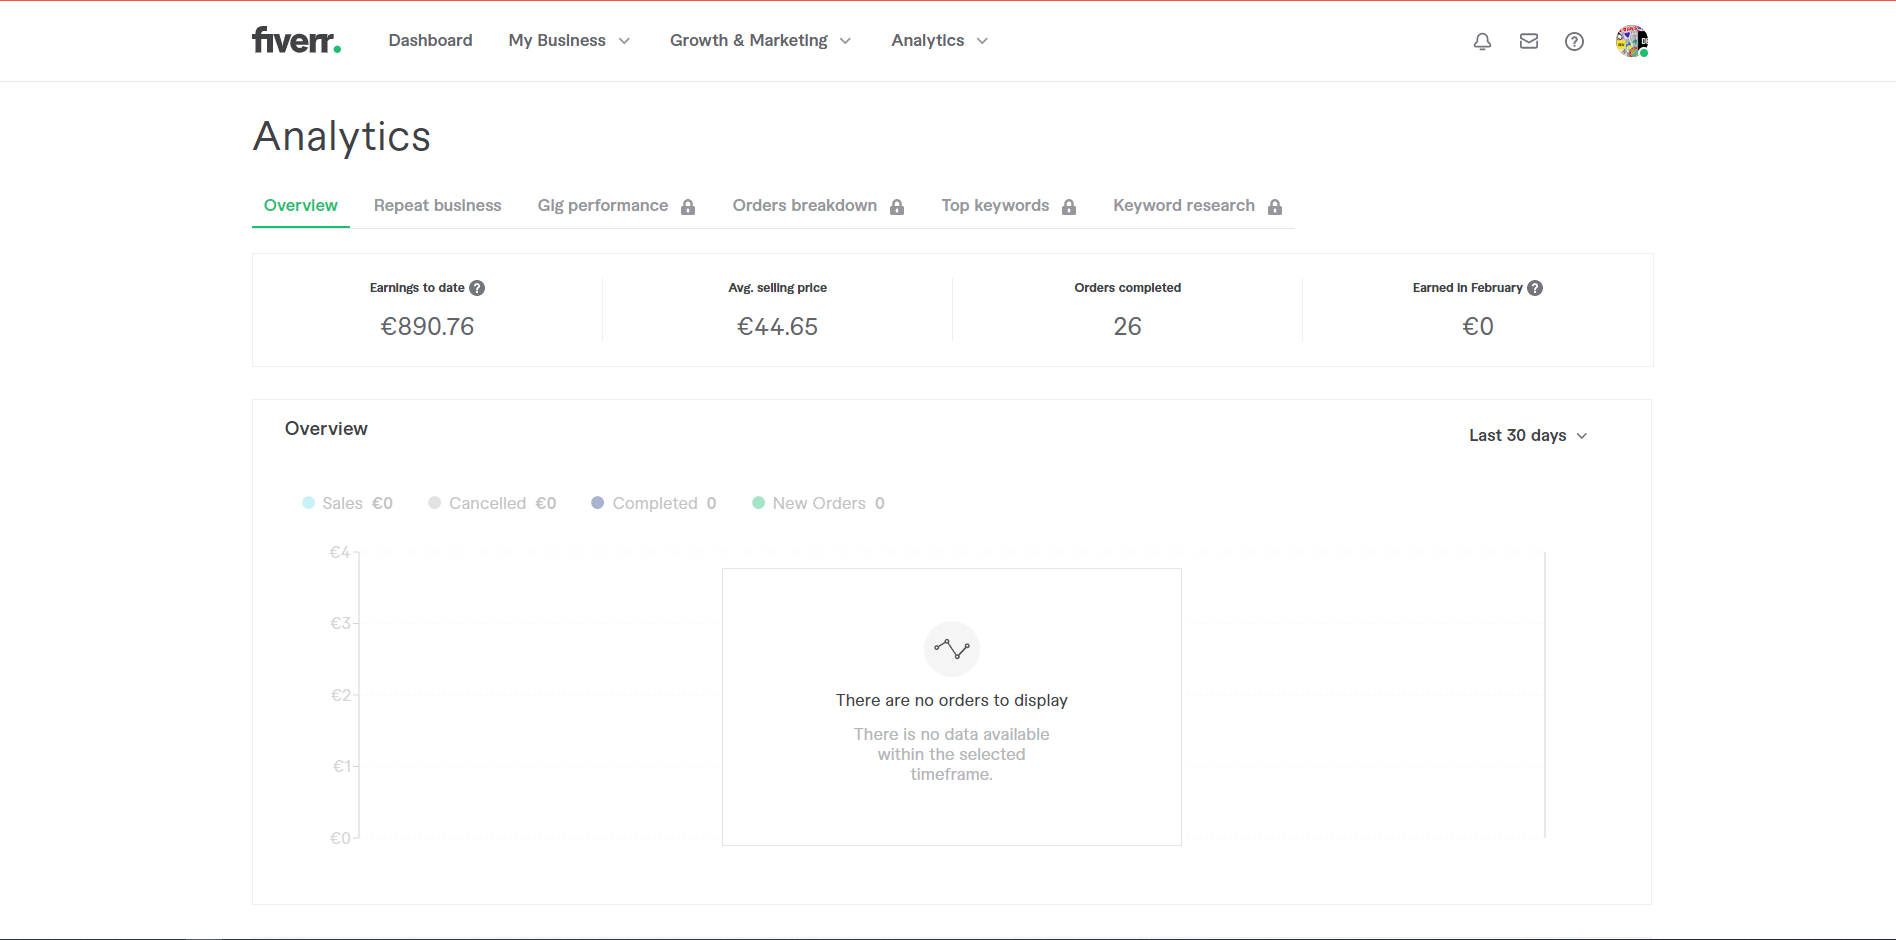 fiverr.
Dashboard
My Business
Growth & Marketing
Analytics
Analytics
Overview
Repeat business
Gig performance
Orders breakdown
Top keywords
Keyword research
Earnings to date ?
€890.76
Avg. selling price
€44.65
Orders completed
26
Earned in February ?
€0
Overview
Last 30 days
Sales €0
Cancelled €0
Completed 0
New Orders 0
€4
€3
€2
€1
€0
There are no orders to display
There is no data available
within the selected
timeframe.